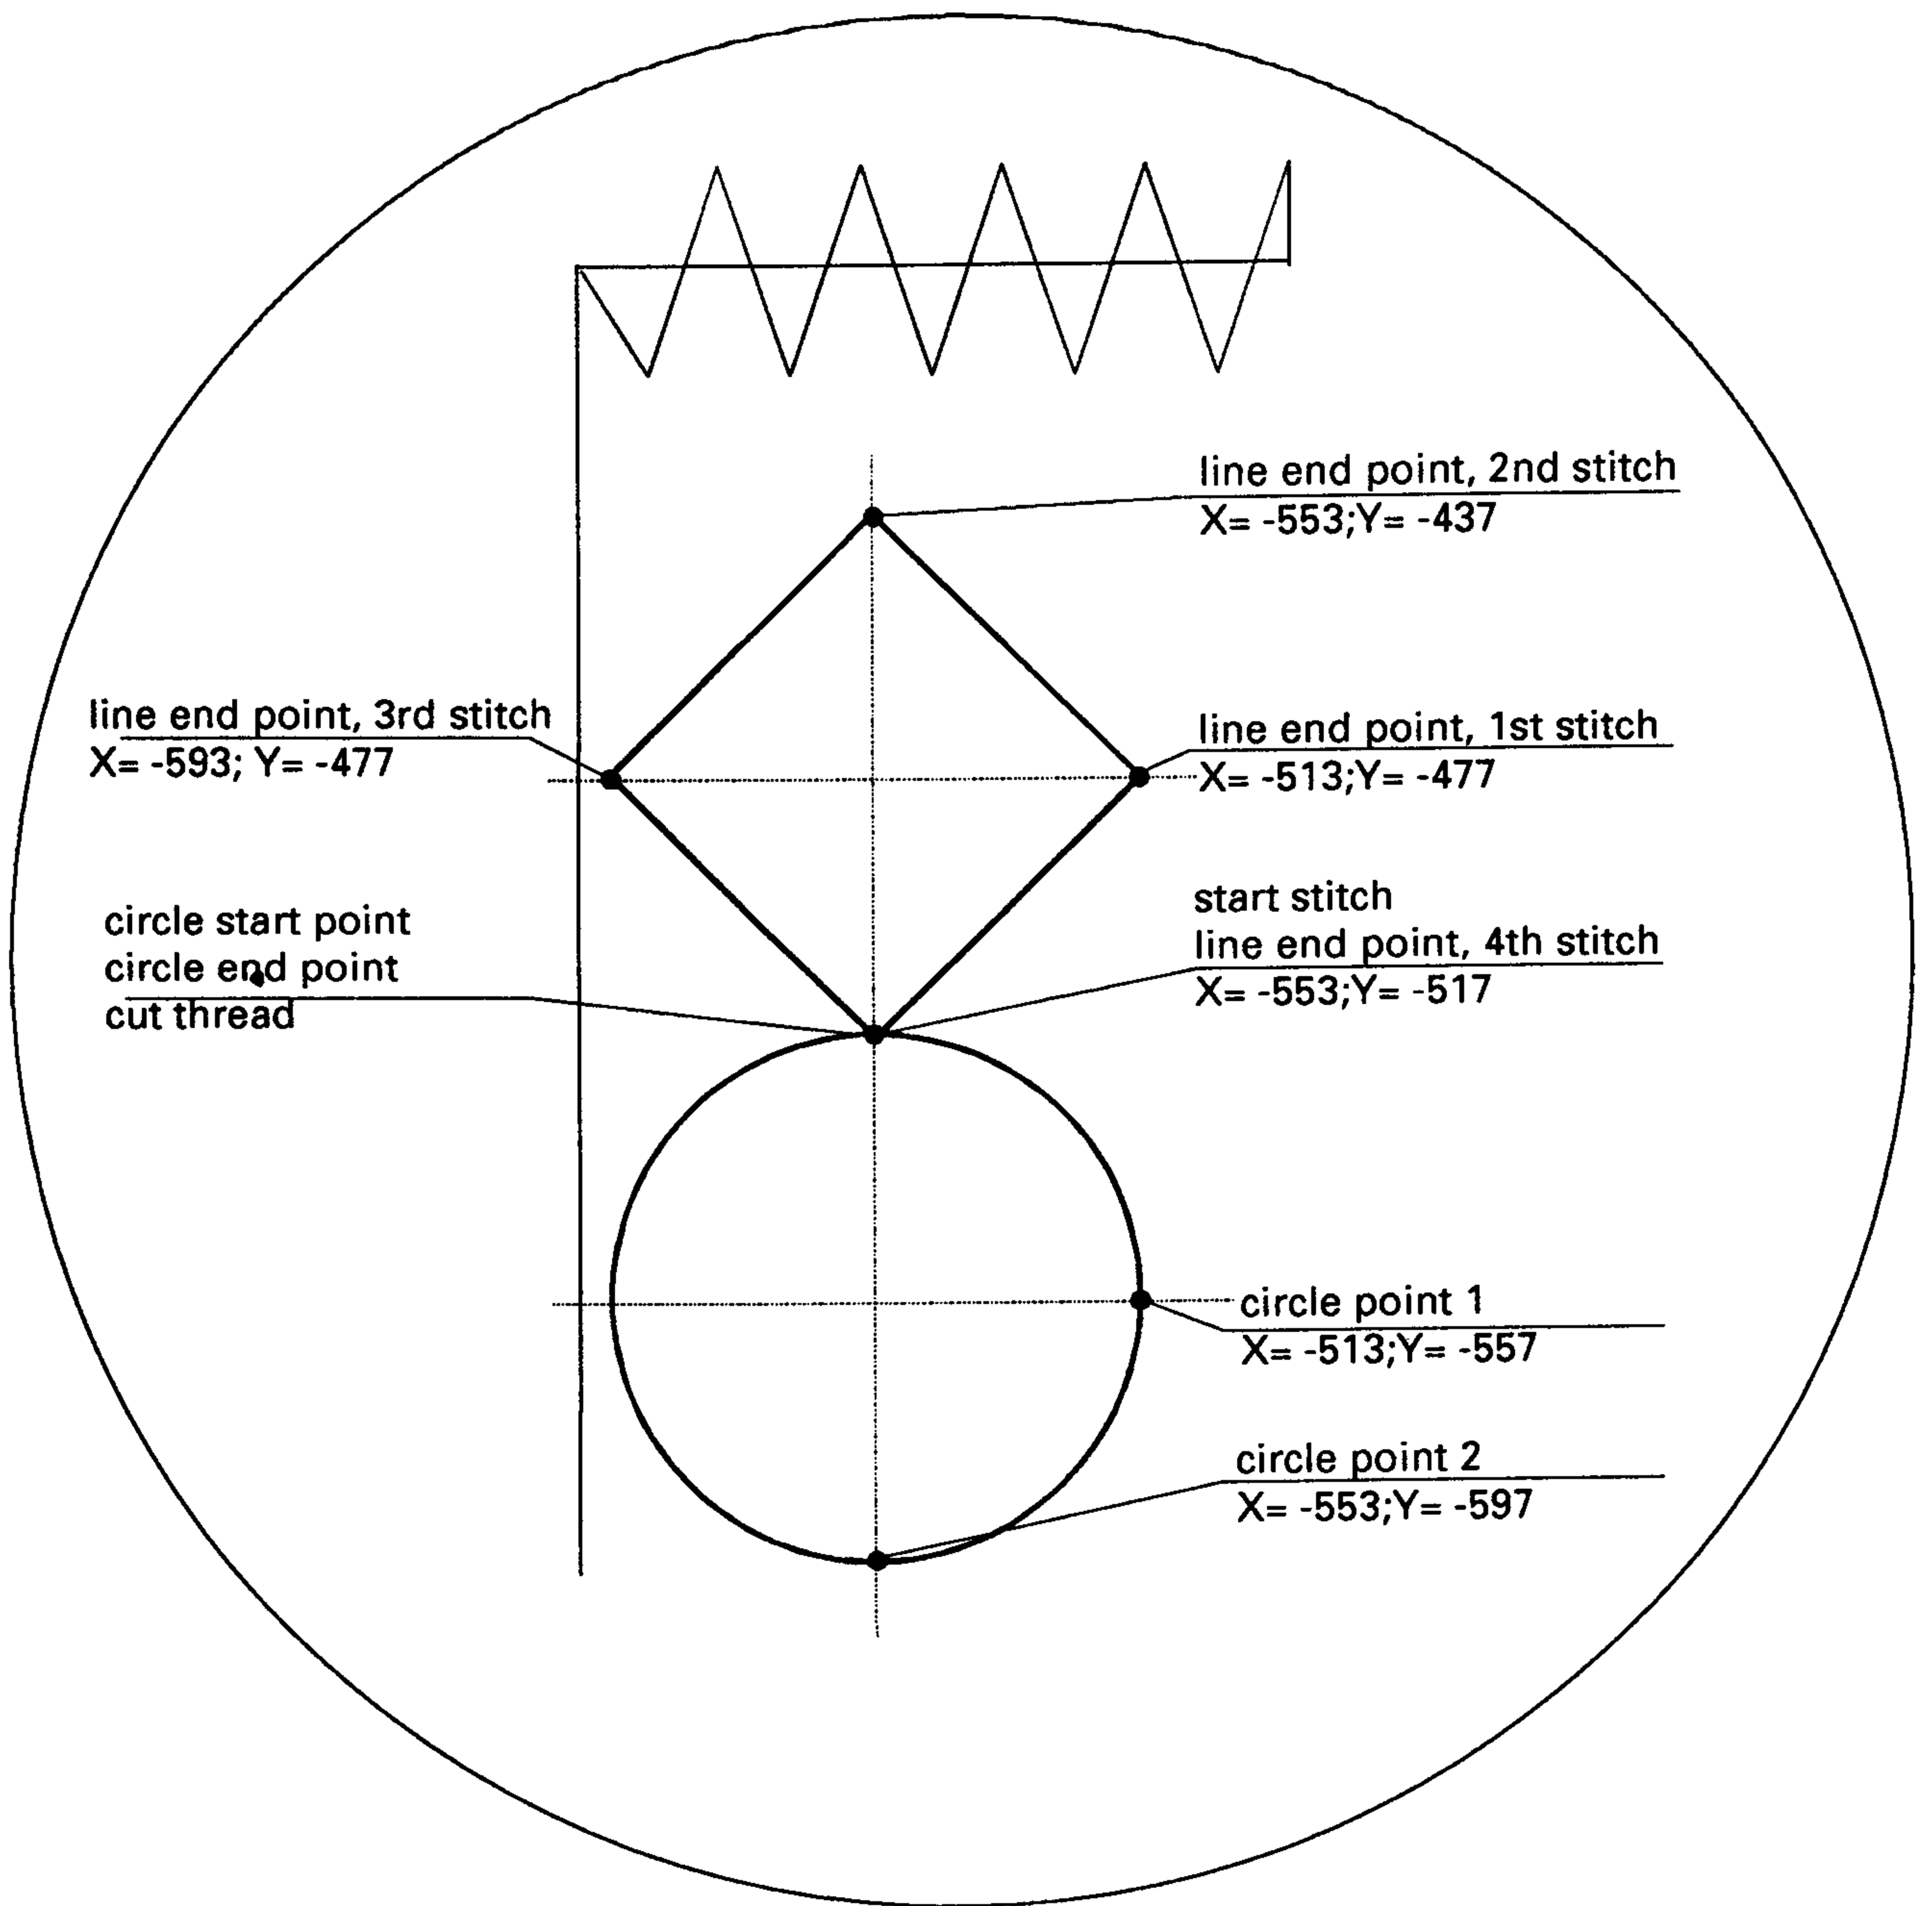 line end point, 2nd stitch
X= -553;Y= -437
line end point, 3rd stitch
X= -593; Y= -477
line end point, 1st stitch
X= -513;Y= -477
circle start point
circle end point
cut thread
start stitch
line end point, 4th stitch
X= -553;Y= -517
circle point 1
X= -513;Y= -557
circle point 2
X= -553;Y= -597